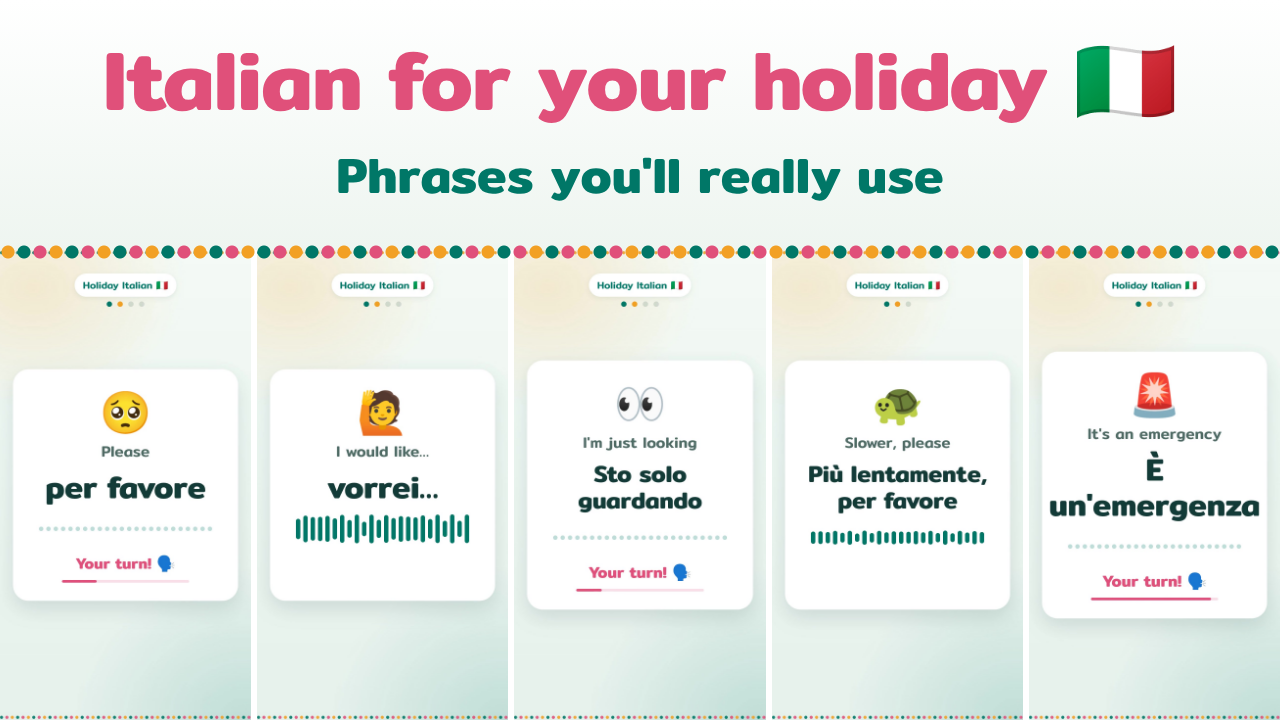 Italian for your holiday 🇮🇹
Phrases you'll really use
Holiday Italian 🇮🇹
Please
per favore
Your turn!
Holiday Italian 🇮🇹
I would like...
vorrei...
Holiday Italian 🇮🇹
I'm just looking
Sto solo
guardando
Your turn!
Holiday Italian 🇮🇹
Slower, please
Più lentamente,
per favore
Holiday Italian 🇮🇹
It's an emergency
È
un'emergenza
Your turn!